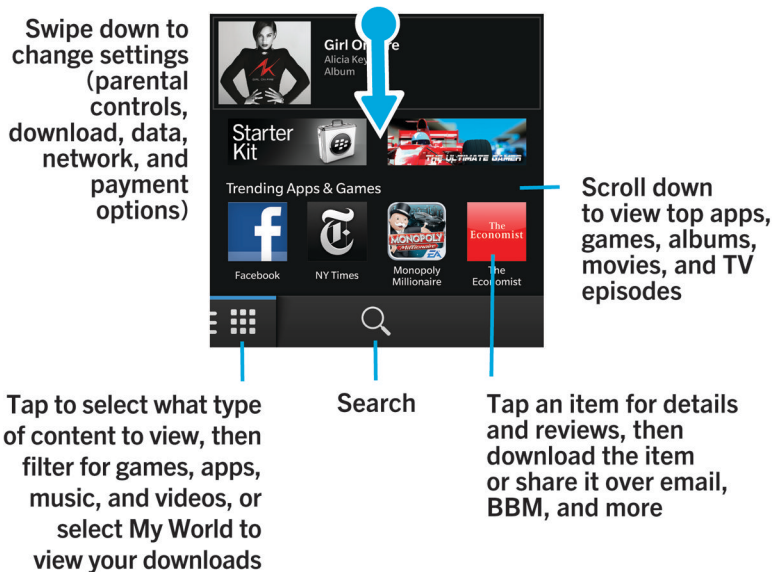 Swipe down to
change settings
(parental
controls,
download, data,
network, and
payment
options)
Girl On
Alicia Key
Album
Starter
Kit
THE ULTIMATE GAMER
Trending Apps & Games
The
Economist
MONOPOLY
Millionaire
EA
Facebook
NY Times
Monopoly
Millionaire
The
Economist
Scroll down
to view top apps,
games, albums,
movies, and TV
episodes
Tap to select what type
of content to view, then
filter for games, apps,
music, and videos, or
select My World to
view your downloads
Search
Tap an item for details
and reviews, then
download the item
or share it over email,
BBM, and more